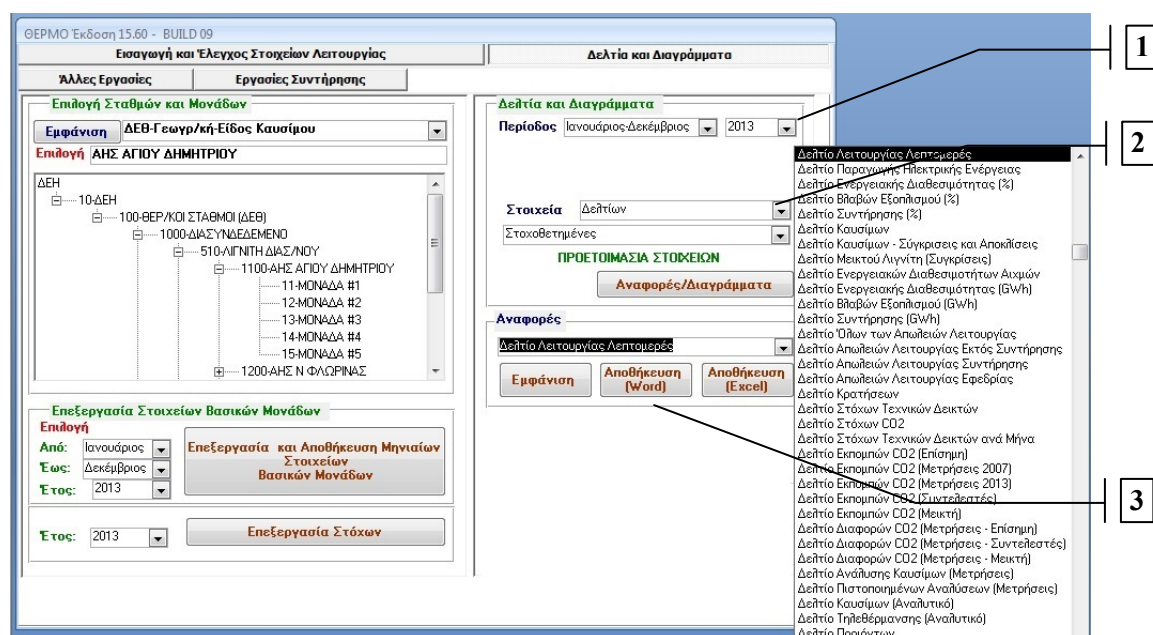 ΘΕΡΜΟ Έκδοση 15.60 - BUILD 09
Εισαγωγή και Έλεγχος Στοιχείων Λειτουργίας
Δελτία και Διαγράμματα
Άλλες Εργασίες
Εργασίες Συντήρησης
Επιλογή Σταθμών και Μονάδων
Εμφάνιση
ΔΕΘ-Γεωγρ/κή-Είδος Καυσίμου
Επιλογή
ΑΗΣ ΑΓΙΟΥ ΔΗΜΗΤΡΙΟΥ
ΔΕΗ
10-ΔΕΗ
100-ΘΕΡ/ΚΟΙ ΣΤΑΘΜΟΙ (ΔΕΘ)
1000-ΔΙΑΣΥΝΔΕΔΕΜΕΝΟ
510-ΛΙΓΝΙΤΗ ΔΙΑΣ/ΝΟΥ
1100-ΑΗΣ ΑΓΙΟΥ ΔΗΜΗΤΡΙΟΥ
11-ΜΟΝΑΔΑ #1
12-ΜΟΝΑΔΑ #2
13-ΜΟΝΑΔΑ #3
14-ΜΟΝΑΔΑ #4
15-ΜΟΝΑΔΑ #5
1200-ΑΗΣ Ν ΦΛΩΡΙΝΑΣ
Επεξεργασία Στοιχείων Βασικών Μονάδων
Επιλογή
Από: Ιανουάριος
Έως: Δεκέμβριος
Έτος: 2013
Επεξεργασία και Αποθήκευση Μηνιαίων
Στοιχείων
Βασικών Μονάδων
Έτος: 2013
Επεξεργασία Στόχων
Δελτία και Διαγράμματα
Περίοδος Ιανουάριος-Δεκέμβριος 2013
Στοιχεία Δελτίων
Στοχοθετημένες
ΠΡΟΕΤΟΙΜΑΣΙΑ ΣΤΟΙΧΕΙΩΝ
Αναφορές/Διαγράμματα
Αναφορές
Δελτίο Λειτουργίας Λεπτομερές
Εμφάνιση
Αποθήκευση
(Word)
Αποθήκευση
(Excel)
Δελτίο Λειτουργίας Λεπτομερές
Δελτίο Παραγωγής Ηλεκτρικής Ενέργειας
Δελτίο Ενεργειακής Διαθεσιμότητας (%)
Δελτίο Βλαβών Εξοπλισμού (%)
Δελτίο Συντήρησης (%)
Δελτίο Καυσίμων
Δελτίο Καυσίμων - Σύγκρισεις και Αποκλίσεις
Δελτίο Μεικτού Λιγνίτη (Συγκρίσεις)
Δελτίο Ενεργειακών Διαθεσιμοτήτων Αιχμών
Δελτίο Ενεργειακής Διαθεσιμότητας (GWh)
Δελτίο Βλαβών Εξοπλισμού (GWh)
Δελτίο Συντήρησης (GWh)
Δελτίο Όλων των Απωλειών Λειτουργίας
Δελτίο Απωλειών Λειτουργίας Εκτός Συντήρησης
Δελτίο Απωλειών Λειτουργίας Συντήρησης
Δελτίο Απωλειών Λειτουργίας Εφεδρίας
Δελτίο Κρατήσεων
Δελτίο Στόχων Τεχνικών Δεικτών
Δελτίο Στόχων CO2
Δελτίο Στόχων Τεχνικών Δεικτών ανά Μήνα
Δελτίο Εκπομπών CO2 (Επίσημη)
Δελτίο Εκπομπών CO2 (Μετρήσεις 2007)
Δελτίο Εκπομπών CO2 (Μετρήσεις 2013)
Δελτίο Εκπομπών CO2 (Συντελεστές)
Δελτίο Εκπομπών CO2 (Μεικτή)
Δελτίο Διαφορών CO2 (Μετρήσεις - Επίσημη)
Δελτίο Διαφορών CO2 (Μετρήσεις - Συντελεστές)
Δελτίο Διαφορών CO2 (Μετρήσεις - Μεικτή)
Δελτίο Ανάλυσης Καυσίμων (Μετρήσεις)
Δελτίο Πιστοποιημένων Αναλύσεων (Μετρήσεις)
Δελτίο Καυσίμων (Αναλυτικό)
Δελτίο Τηλεθέρμανσης (Αναλυτικό)
Δελτίο Προιόντων
1
2
3